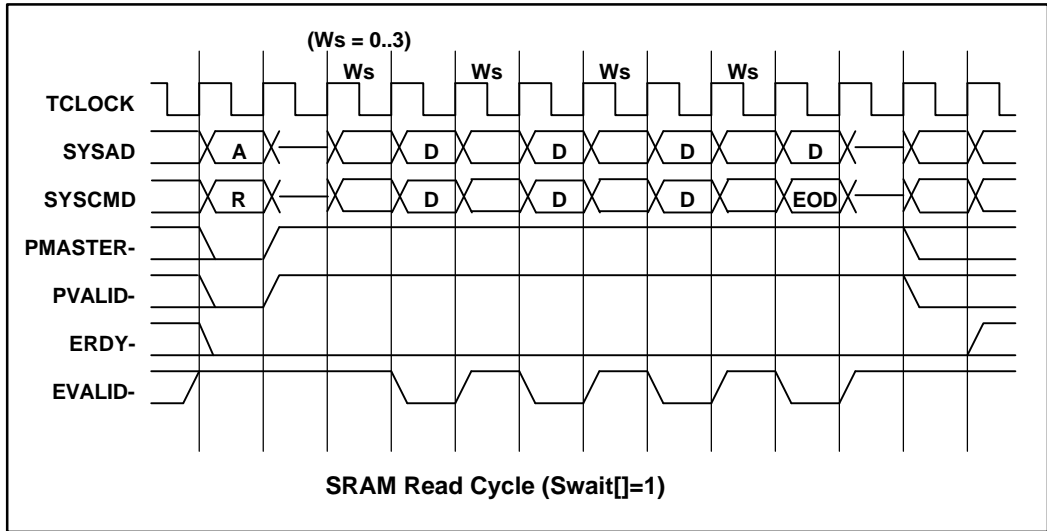 (Ws = 0..3)
Ws Ws Ws Ws
TCLOCK
SYSAD A D D D D
SYSCMD R D D D EOD
PMASTER-
PVALID-
ERDY-
EVALID-
SRAM Read Cycle (Swait[]=1)